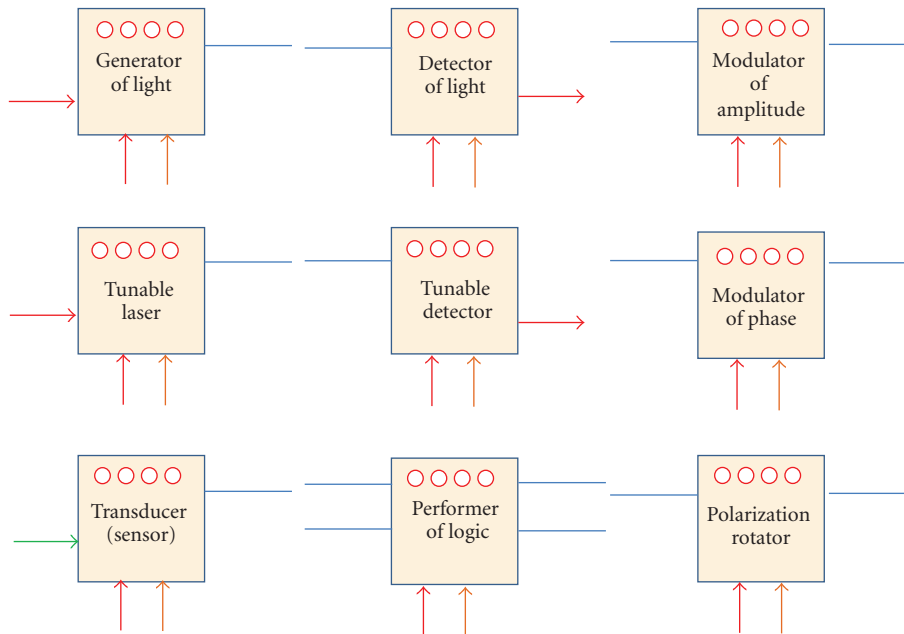 Generator
of light
Detector
of light
Modulator
of
amplitude
Tunable
laser
Tunable
detector
Modulator
of phase
Transducer
(sensor)
Performer
of logic
Polarization
rotator